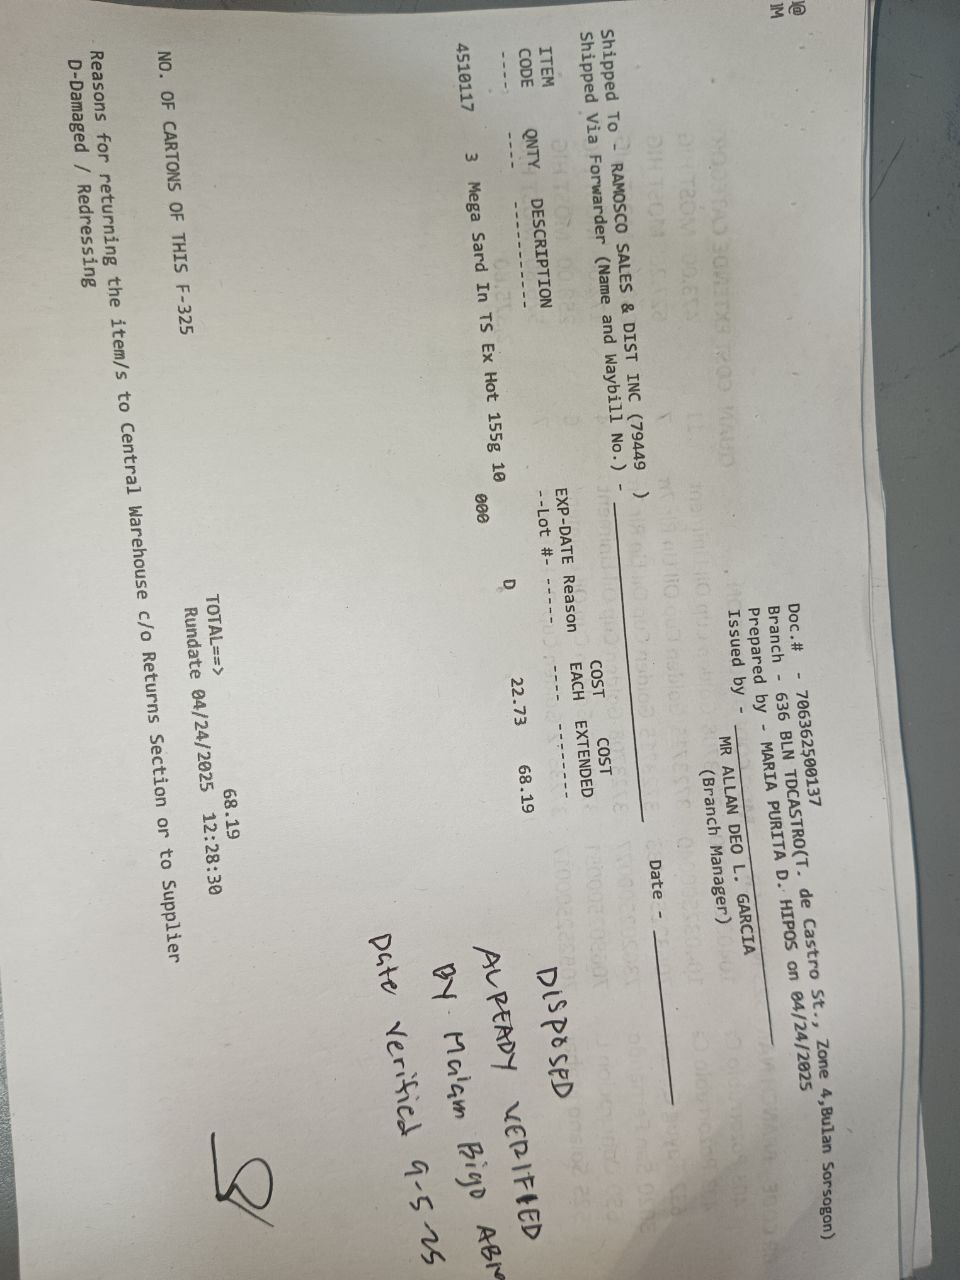 Doc.# - 70636250​0137
Branch - 636 BLN TDCASTRO(T. de Castro St., Zone 4,Bulan Sorsogon)
Prepared by - MARIA PURITA D. HIPOS on 04/24/2025
Issued by -
MR ALLAN DEO L. GARCIA
(Branch Manager)
Shipped To - RAMOSCO SALES & DIST INC (79449 )
Shipped Via Forwarder (Name and Waybill No.) - Date -
ITEM EXP-DATE Reason COST COST
CODE QNTY DESCRIPTION --Lot #- ----- EACH EXTENDED
---- ---- ----------- ---- --------
4510117 3 Mega Sard In TS Ex Hot 155g 10 D 22.73 68.19
000
DISPOSED
ALREADY VERIFIED
BY Ma'am
Date verified 9-5-25
TOTAL==> 68.19
NO. OF CARTONS OF THIS F-325 Rundate 04/24/2025 12:28:30
Reasons for returning the item/s to Central Warehouse c/o Returns Section or to Supplier
D-Damaged / Redressing